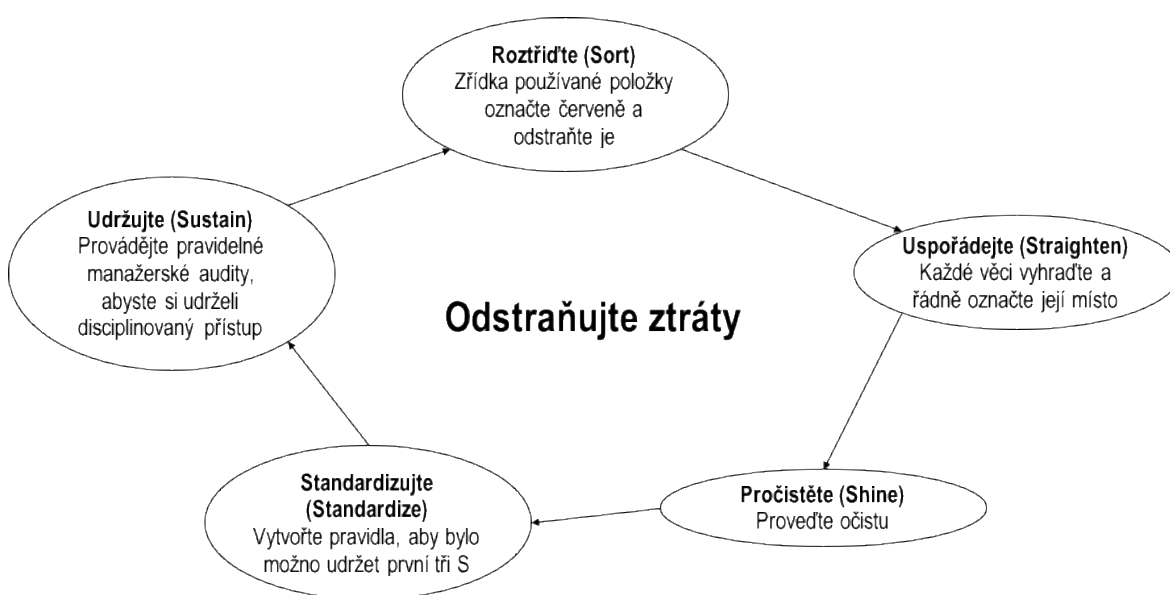 Roztřiďte (Sort)
Zřídka používané položky
označte červeně a
odstraňte je
Uspořádejte (Straighten)
Každé věci vyhraďte a
řádně označte její místo
Pročistěte (Shine)
Proveďte očistu
Standardizujte
(Standardize)
Vytvořte pravidla, aby bylo
možno udržet první tři S
Udržujte (Sustain)
Provádějte pravidelné
manažerské audity,
abyste si udrželi
disciplinovaný přístup
Odstraňujte ztráty